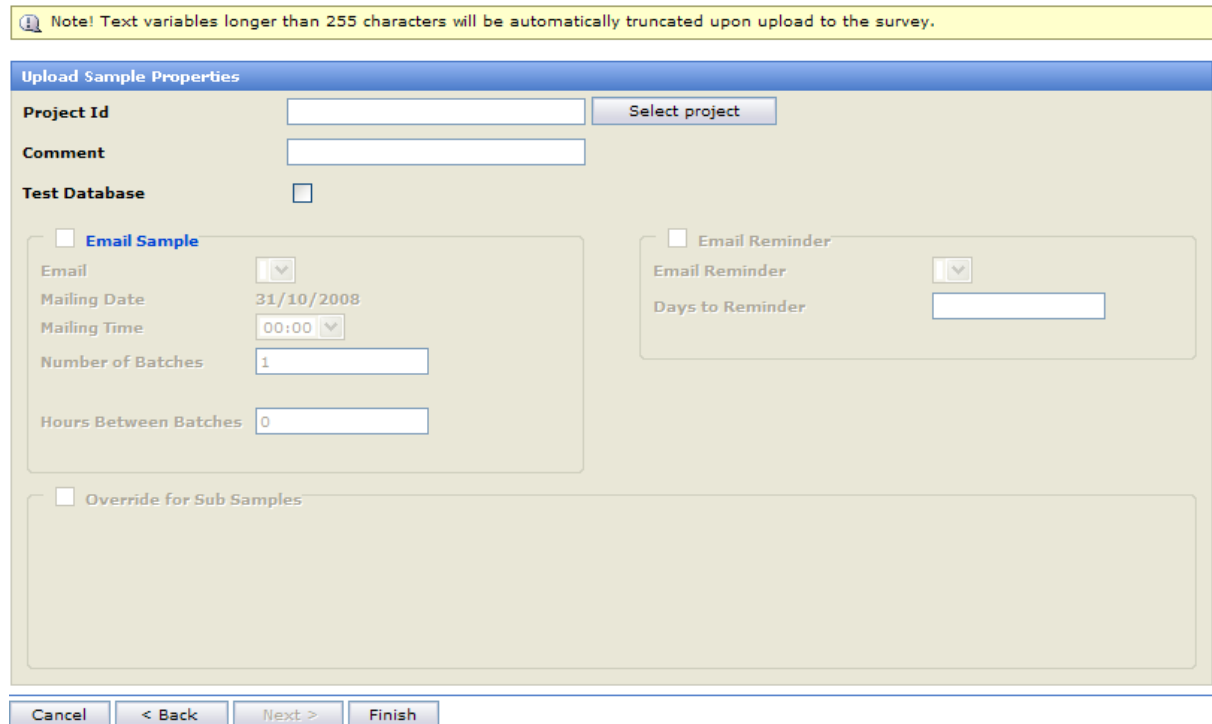 Note! Text variables longer than 255 characters will be automatically truncated upon upload to the survey.
Upload Sample Properties
Project Id
Select project
Comment
Test Database
Email Sample
Email
Mailing Date 31/10/2008
Mailing Time 00:00
Number of Batches 1
Hours Between Batches 0
Email Reminder
Email Reminder
Days to Reminder
Override for Sub Samples
Cancel < Back Next > Finish